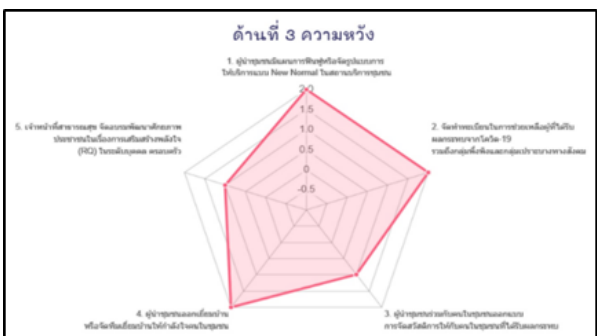 ด้านที่ 3 ความหวัง
1. ผู้นำชุมชนมีแผนการฟื้นฟูหรือจัดรูปแบบการ
ให้บริการแบบ New Normal ในสถานบริการชุมชน
2.0
1.5
1.0
0.5
0
-0.5
2. จัดทำทะเบียนในการช่วยเหลือผู้ที่ได้รับ
ผลกระทบจากโควิด-19
รวมถึงกลุ่มพึ่งพิงและกลุ่มเปราะบางทางสังคม
3. ผู้นำชุมชนร่วมกับคนในชุมชนออกแบบ
การจัดสวัสดิการให้กับคนในชุมชนที่ได้รับผลกระทบ
4. ผู้นำชุมชนออกเยี่ยมบ้าน
หรือจัดทีมเยี่ยมบ้านให้กำลังใจคนในชุมชน
5. เจ้าหน้าที่สาธารณสุข จัดอบรมพัฒนาศักยภาพ
ประชาชนในเรื่องการเสริมสร้างพลังใจ
(RQ) ในระดับบุคคล ครอบครัว